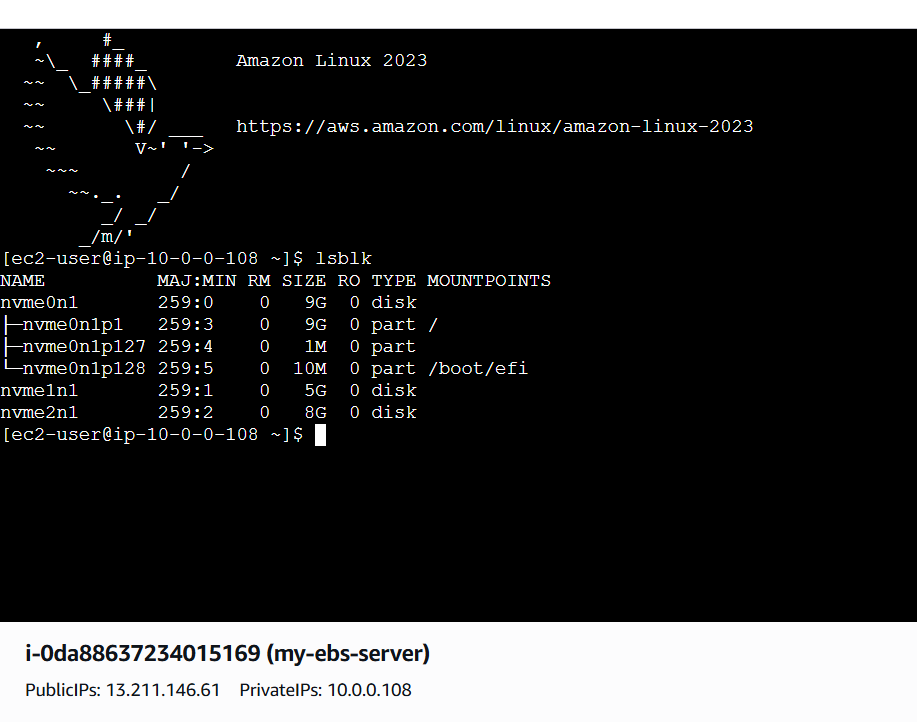 ,     #_
   ~\_  ####_        Amazon Linux 2023
  ~~  \_#####\
  ~~     \###|
  ~~       \#/ ___   https://aws.amazon.com/linux/amazon-linux-2023
   ~~       V~' '->
    ~~~         /
      ~~._.   _/
         _/ _/
       _/m/'
[ec2-user@ip-10-0-0-108 ~]$ lsblk
NAME          MAJ:MIN RM SIZE RO TYPE MOUNTPOINTS
nvme0n1       259:0    0   9G  0 disk
├─nvme0n1p1   259:3    0   9G  0 part /
├─nvme0n1p127 259:4    0   1M  0 part
└─nvme0n1p128 259:5    0  10M  0 part /boot/efi
nvme1n1       259:1    0   5G  0 disk
nvme2n1       259:2    0   8G  0 disk
[ec2-user@ip-10-0-0-108 ~]$
i-0da88637234015169 (my-ebs-server)
PublicIPs: 13.211.146.61 PrivateIPs: 10.0.0.108